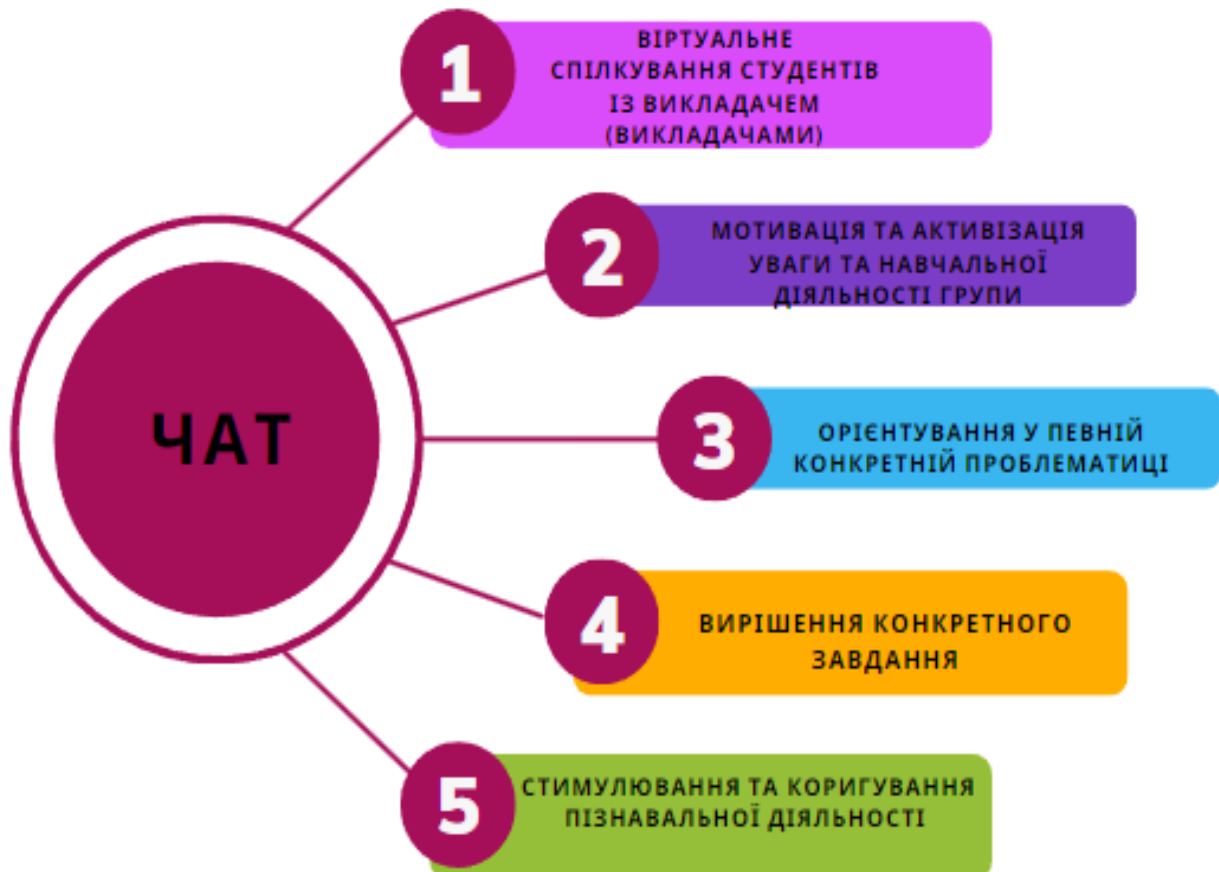 1
ВІРТУАЛЬНЕ
СПІЛКУВАННЯ СТУДЕНТІВ
ІЗ ВИКЛАДАЧЕМ
(ВИКЛАДАЧАМИ)
2
МОТИВАЦІЯ ТА АКТИВІЗАЦІЯ
УВАГИ ТА НАВЧАЛЬНОЇ
ДІЯЛЬНОСТІ ГРУПИ
ЧАТ
3
ОРІЄНТУВАННЯ У ПЕВНІЙ
КОНКРЕТНІЙ ПРОБЛЕМАТИЦІ
4
ВИРІШЕННЯ КОНКРЕТНОГО
ЗАВДАННЯ
5
СТИМУЛЮВАННЯ ТА КОРИГУВАННЯ
ПІЗНАВАЛЬНОЇ ДІЯЛЬНОСТІ